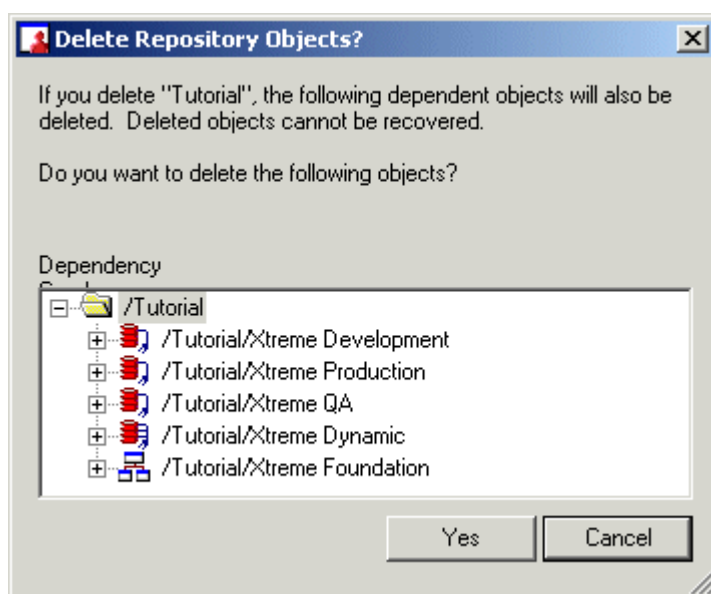 Delete Repository Objects?
If you delete "Tutorial", the following dependent objects will also be
deleted. Deleted objects cannot be recovered.
Do you want to delete the following objects?
Dependency
/Tutorial
/Tutorial/Xtreme Development
/Tutorial/Xtreme Production
/Tutorial/Xtreme QA
/Tutorial/Xtreme Dynamic
/Tutorial/Xtreme Foundation
Yes Cancel